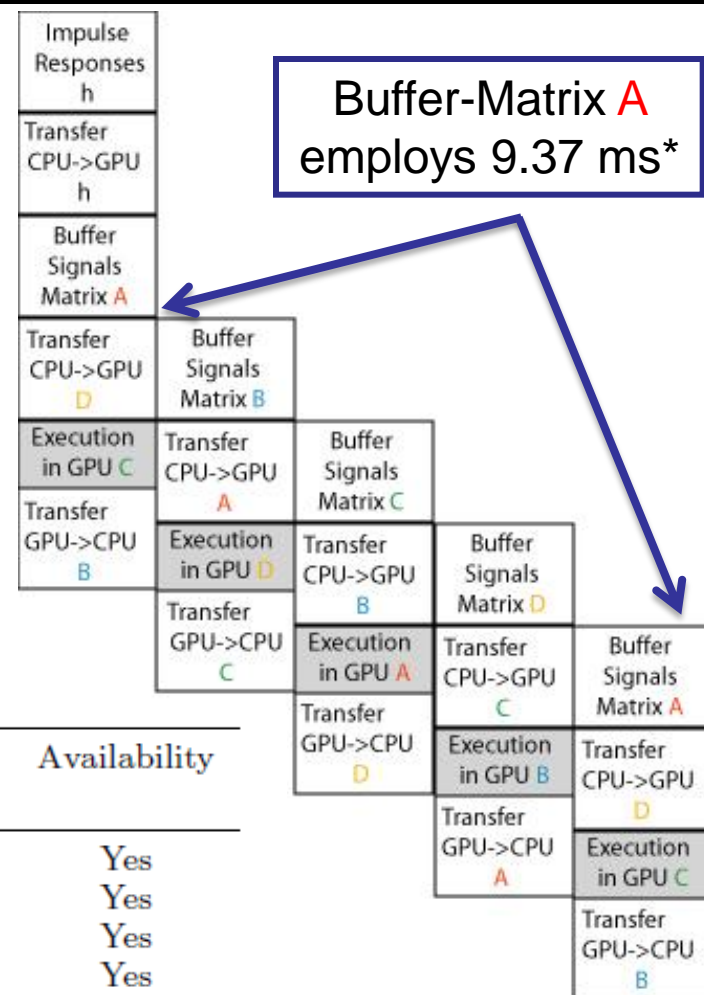 Impulse
Responses
h
Transfer
CPU->GPU
h
Buffer
Signals
Matrix A
Transfer
CPU->GPU
D
Execution
in GPU C
Transfer
GPU->CPU
B
Buffer-Matrix A
employs 9.37 ms*
Buffer
Signals
Matrix B
Transfer
CPU->GPU
A
Execution
in GPU D
Transfer
GPU->CPU
C
Buffer
Signals
Matrix C
Transfer
CPU->GPU
B
Execution
in GPU A
Transfer
GPU->CPU
D
Buffer
Signals
Matrix D
Transfer
CPU->GPU
C
Execution
in GPU B
Transfer
GPU->CPU
A
Buffer
Signals
Matrix A
Transfer
CPU->GPU
D
Execution
in GPU C
Transfer
GPU->CPU
B
Availability
Yes
Yes
Yes
Yes